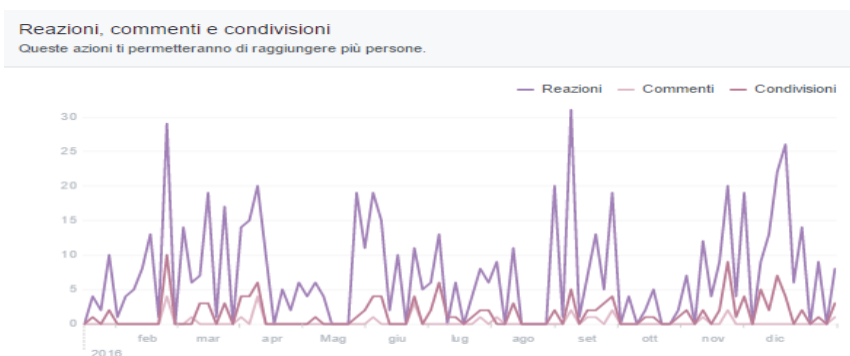 Reazioni, commenti e condivisioni
Queste azioni ti permetteranno di raggiungere più persone.
Reazioni Commenti Condivisioni
30
25
20
15
10
5
0
feb mar apr Mag giu lug ago set ott nov dic
2016